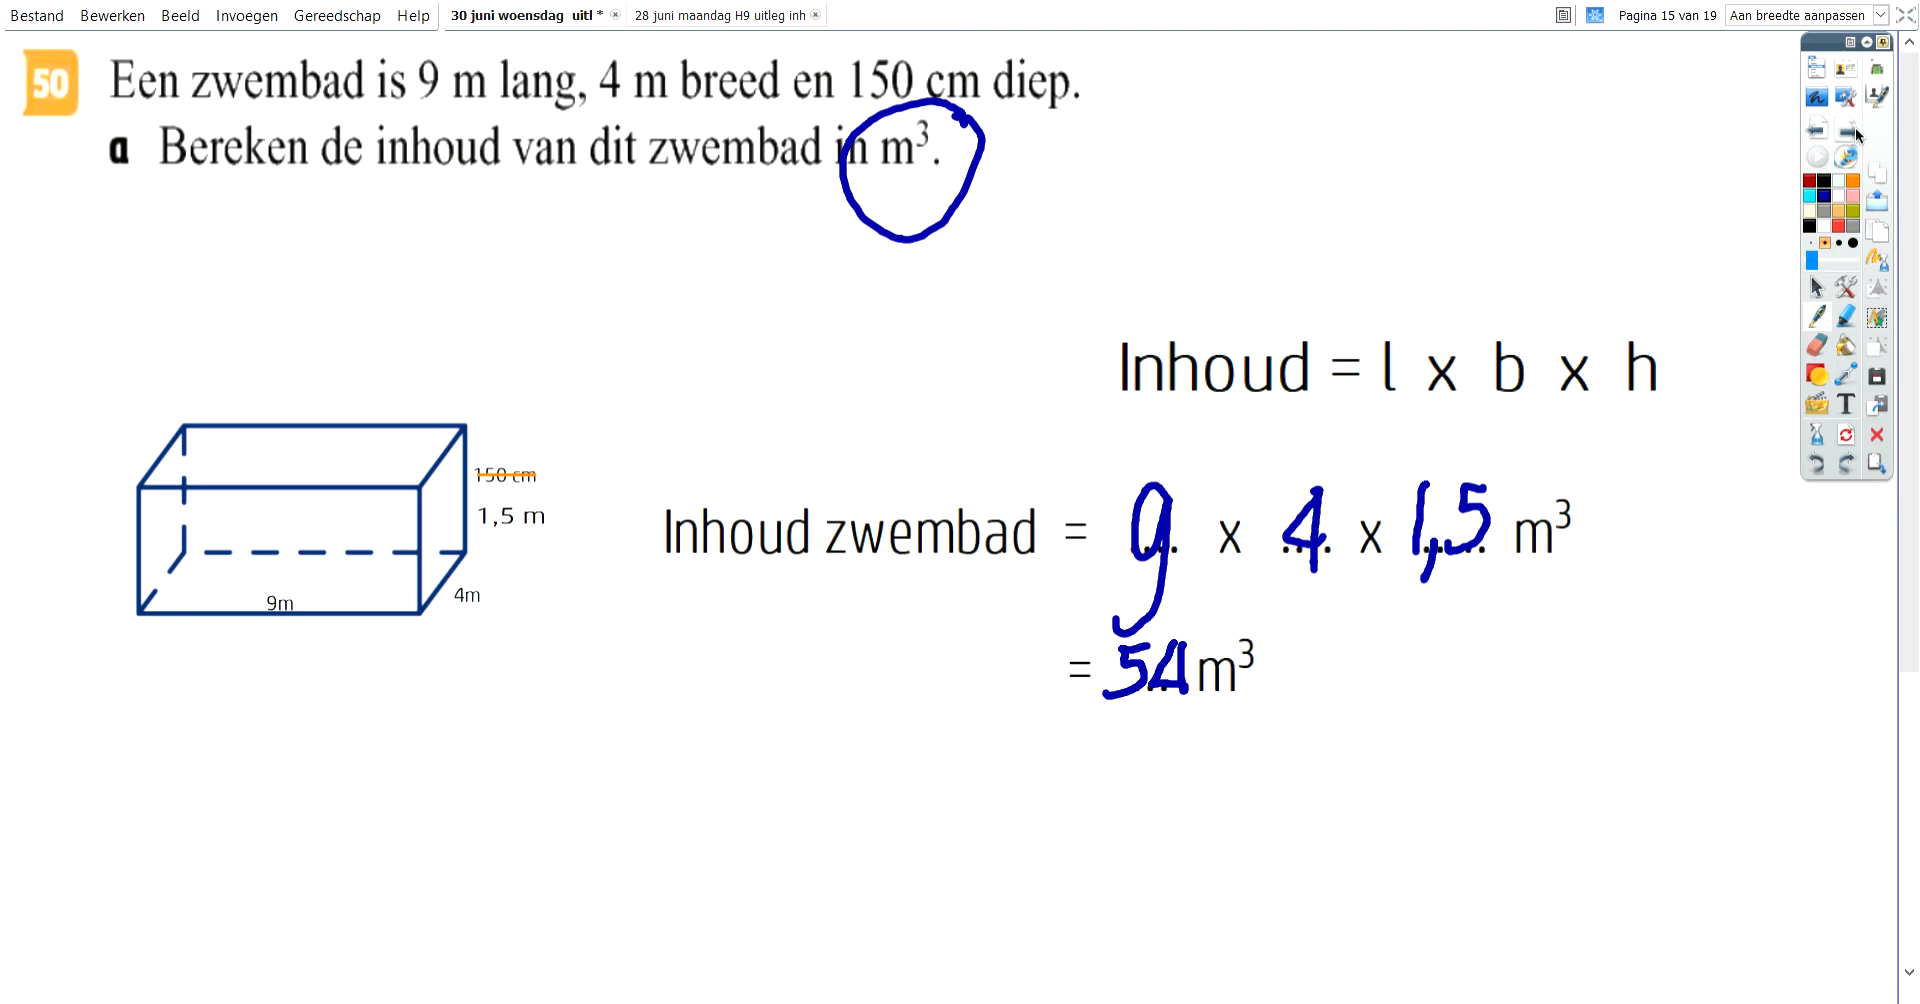 Bestand Bewerken Beeld Invoegen Gereedschap Help 30 juni woensdag uitl * 28 juni maandag H9 uitleg inh Pagina 15 van 19 Aan breedte aanpassen
50 Een zwembad is 9 m lang, 4 m breed en 150 cm diep.
a Bereken de inhoud van dit zwembad in m³.
Inhoud = l x b x h
150 cm
1,5 m
9m
4m
Inhoud zwembad = 9 x 4 x 1,5 m³
= 54 m³
T